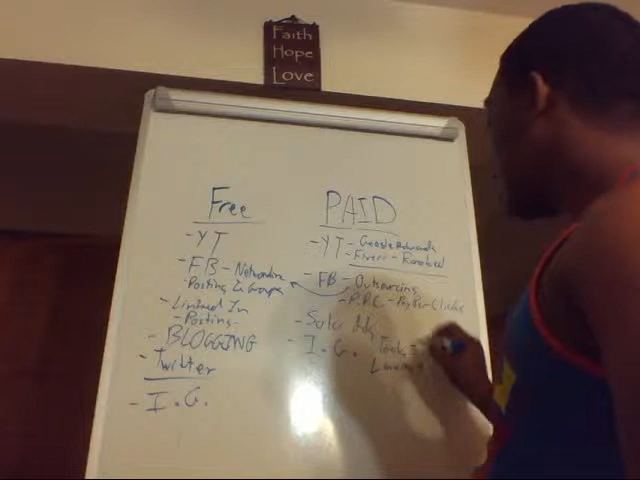 Faith
Hope
Love
Free
- YT
- FB - Networking
Posting In Groups
- Linked In
- Posting
- BLOGGING
- Twitter
- I.G.
PAID
- YT - Google Adwords
- Fiverr -
- FB - Outsourcing
- P.P.C. - Pay Per Clicks
- Solo Ads
- I.G.